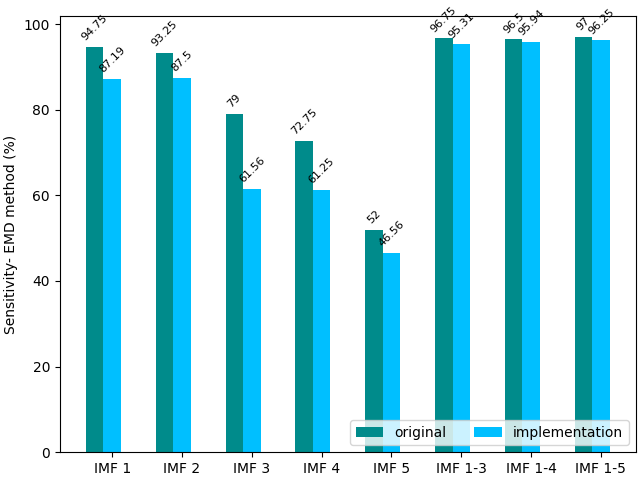 Sensitivity- EMD method (%)
100
80
60
40
20
0
94.75
87.19
93.25
87.5
79
61.56
72.75
61.25
52
46.56
96.75
95.31
96.5
95.94
97
96.25
original
implementation
IMF 1
IMF 2
IMF 3
IMF 4
IMF 5
IMF 1-3
IMF 1-4
IMF 1-5